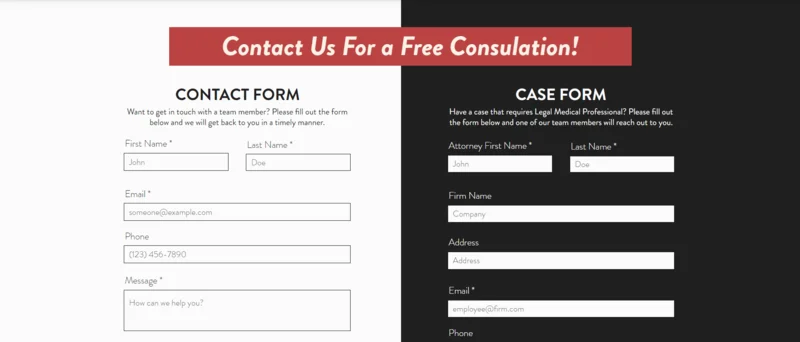 Contact Us For a Free Consulation!
CONTACT FORM
Want to get in touch with a team member? Please fill out the form
below and we will get back to you in a timely manner.
First Name *
Last Name *
John
Doe
Email *
someone@example.com
Phone
(123) 456-7890
Message *
How can we help you?
CASE FORM
Have a case that requires Legal Medical Professional? Please fill out
the form below and one of our team members will reach out to you.
Attorney First Name *
Last Name *
John
Doe
Firm Name
Company
Address
Address
Email *
employee@firm.com
Phone